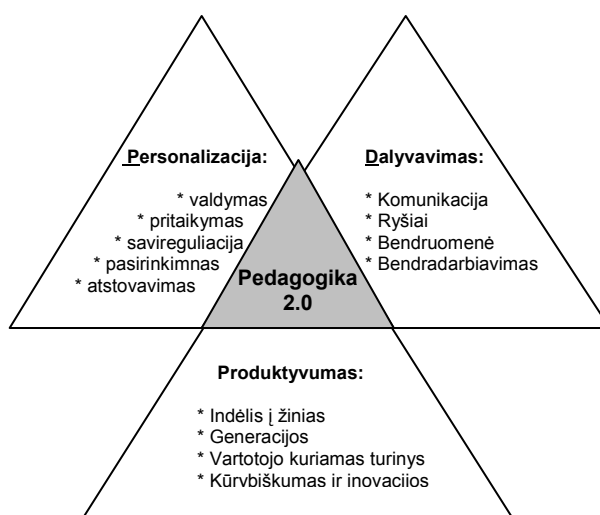 Personalizacija:
* valdymas
* pritaikymas
* savireguliacija
* pasirinkimnas
* atstovavimas
Dalyvavimas:
* Komunikacija
* Ryšiai
* Bendruomenė
* Bendradarbiavimas
Pedagogika
2.0
Produktyvumas:
* Indėlis į žinias
* Generacijos
* Vartotojo kuriamas turinys
* Kūrvbiškumas ir inovaciios